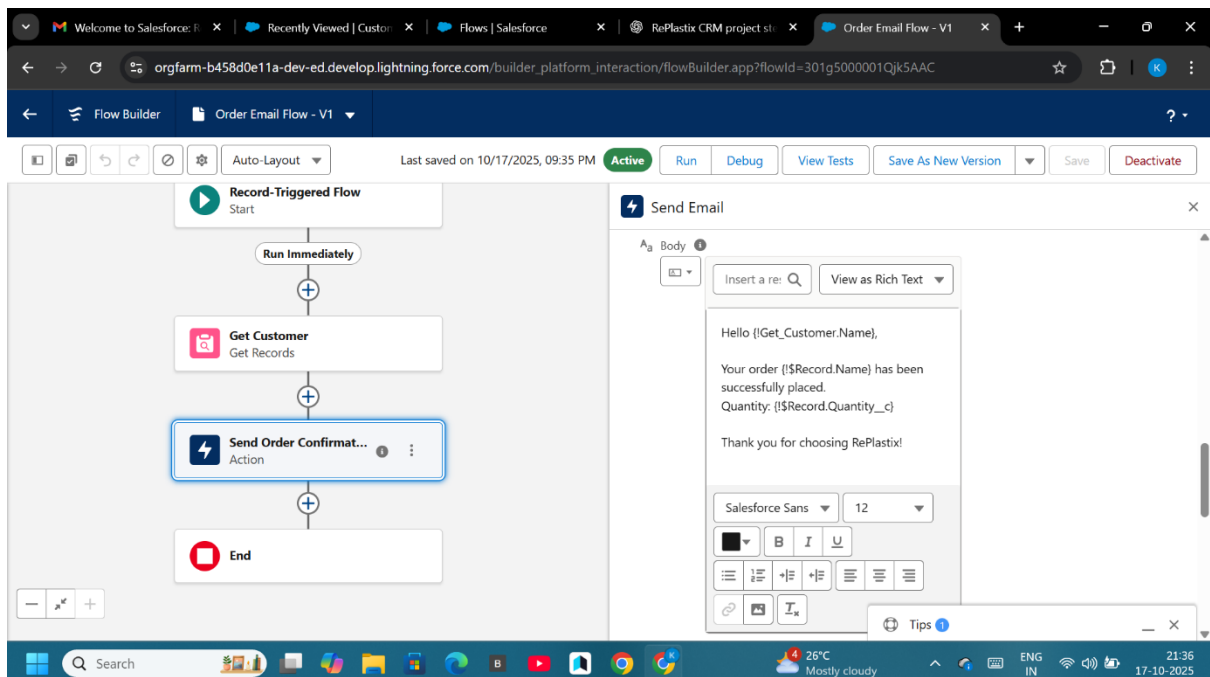 Welcome to Salesforce: R
Recently Viewed | Custom
Flows | Salesforce
RePlastix CRM project ste
Order Email Flow - V1
orgfarm-b458d0e11a-dev-ed.develop.lightning.force.com/builder_platform_interaction/flowBuilder.app?flowId=301g5000001Qjk5AAC
K
Flow Builder
Order Email Flow - V1
?
Auto-Layout
Last saved on 10/17/2025, 09:35 PM
Active
Run
Debug
View Tests
Save As New Version
Save
Deactivate
Record-Triggered Flow
Start
Run Immediately
Get Customer
Get Records
Send Order Confirmat...
Action
End
Send Email
Aa Body
Insert a re:
View as Rich Text
Hello {!Get_Customer.Name},
Your order {!$Record.Name} has been
successfully placed.
Quantity: {!$Record.Quantity__c}
Thank you for choosing RePlastix!
Salesforce Sans
12
B I U
Tips 1
Search
B
4
26°C
Mostly cloudy
ENG
IN
21:36
17-10-2025